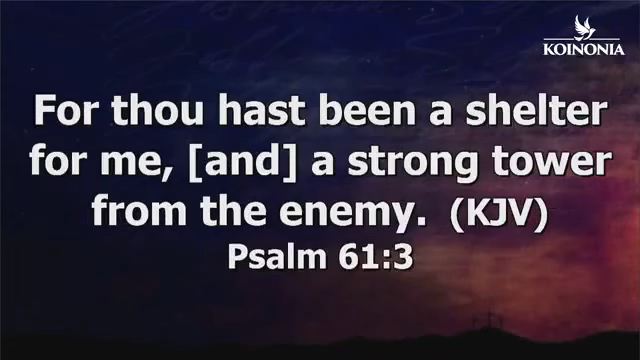 KOINONIA
For thou hast been a shelter
for me, [and] a strong tower
from the enemy. (KJV)
Psalm 61:3